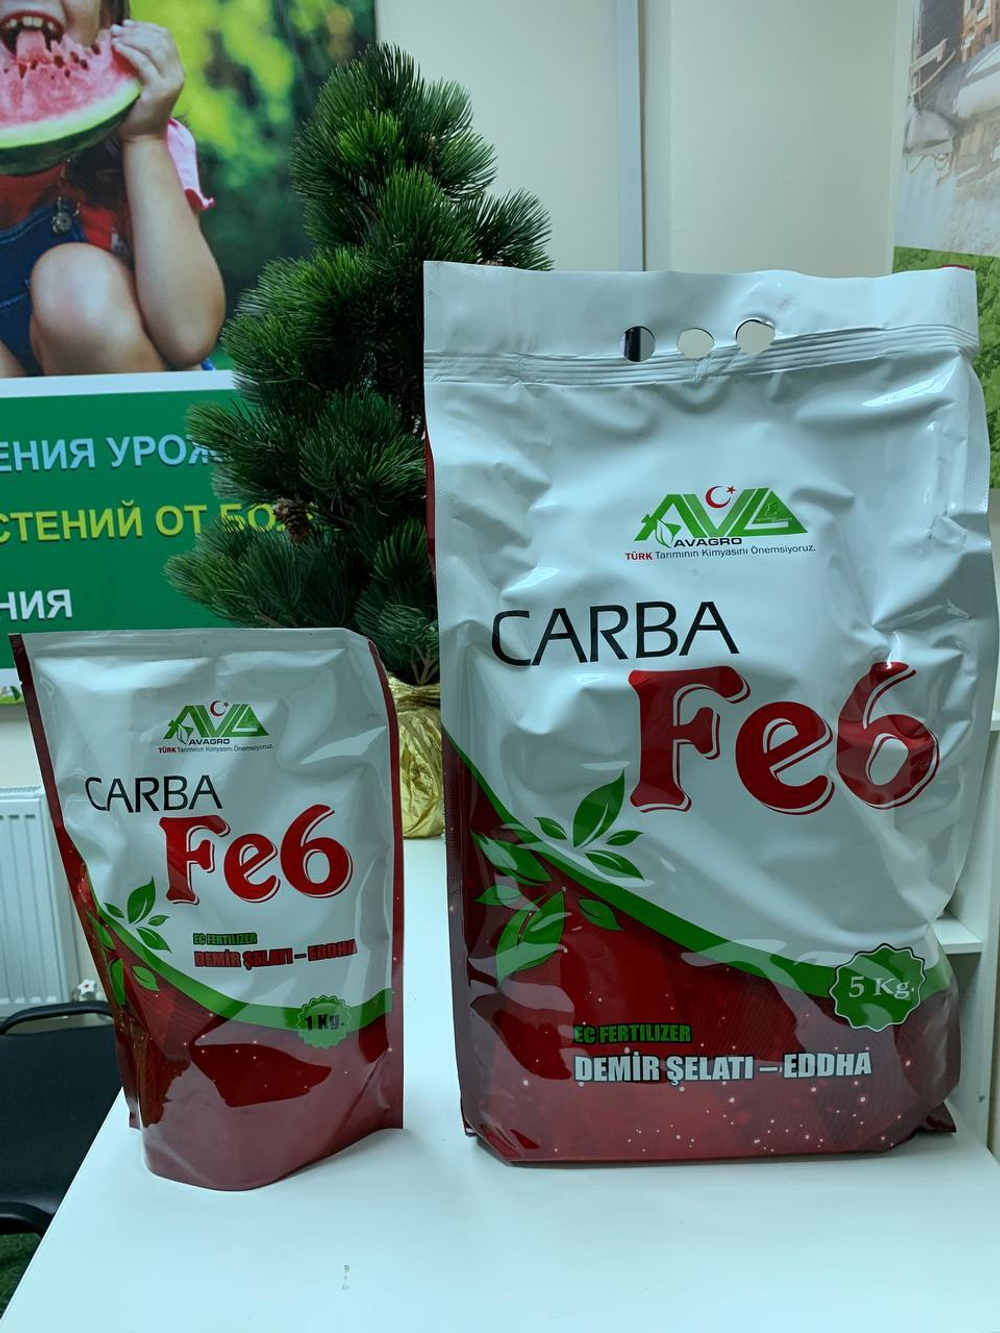 ЕНИЯ УРОЖ
СТЕНИЙ ОТ БОЛ
НИЯ
AVAGRO
TÜRK Tarımının Kimyasını Önemsiyoruz.
CARBA
Fe6
EC FERTILIZER
DEMİR ŞELATI – EDDHA
1 Kg.
AVAGRO
TÜRK Tarımının Kimyasını Önemsiyoruz.
CARBA
Fe6
5 Kg.
EC FERTILIZER
DEMİR ŞELATI – EDDHA